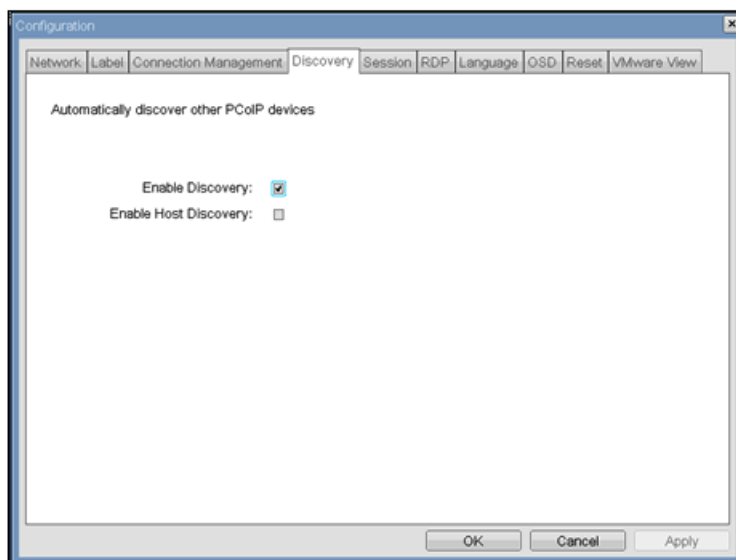 Configuration
Network Label Connection Management Discovery Session RDP Language OSD Reset VMware View
Automatically discover other PCoIP devices
Enable Discovery:
Enable Host Discovery:
OK Cancel Apply